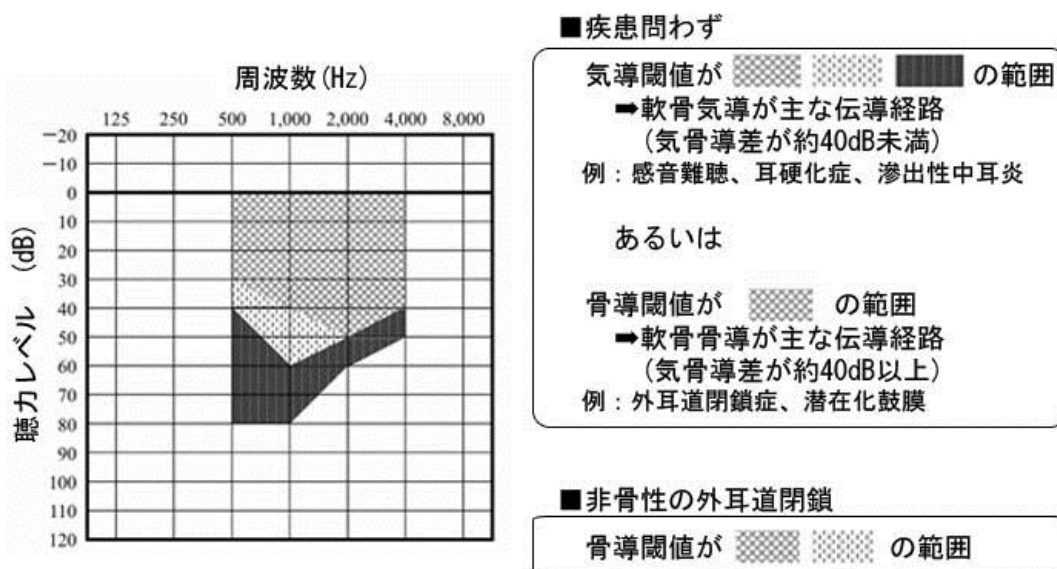 周波数(Hz)
125 250 500 1,000 2,000 4,000 8,000
聴力レベル (dB)
-20
-10
0
10
20
30
40
50
60
70
80
90
100
110
120
■疾患問わず
気導閾値が の範囲
➡軟骨気導が主な伝導経路
(気骨導差が約40dB未満)
例：感音難聴、耳硬化症、滲出性中耳炎
あるいは
骨導閾値が の範囲
➡軟骨骨導が主な伝導経路
(気骨導差が約40dB以上)
例：外耳道閉鎖症、潜在化鼓膜
■非骨性の外耳道閉鎖
骨導閾値が の範囲